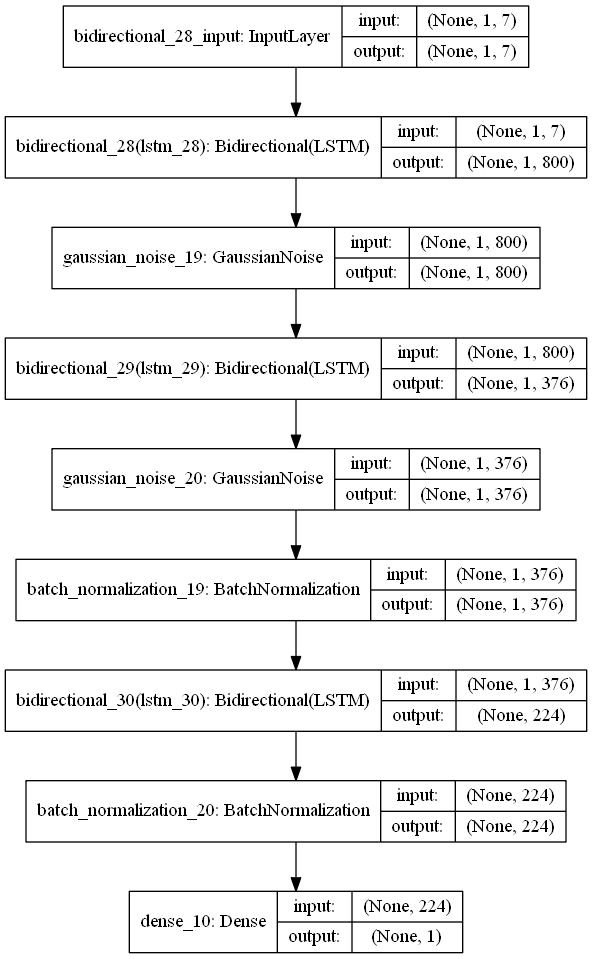 bidirectional_28_input: InputLayer
input: (None, 1, 7)
output: (None, 1, 7)
bidirectional_28(lstm_28): Bidirectional(LSTM)
input: (None, 1, 7)
output: (None, 1, 800)
gaussian_noise_19: GaussianNoise
input: (None, 1, 800)
output: (None, 1, 800)
bidirectional_29(lstm_29): Bidirectional(LSTM)
input: (None, 1, 800)
output: (None, 1, 376)
gaussian_noise_20: GaussianNoise
input: (None, 1, 376)
output: (None, 1, 376)
batch_normalization_19: BatchNormalization
input: (None, 1, 376)
output: (None, 1, 376)
bidirectional_30(lstm_30): Bidirectional(LSTM)
input: (None, 1, 376)
output: (None, 224)
batch_normalization_20: BatchNormalization
input: (None, 224)
output: (None, 224)
dense_10: Dense
input: (None, 224)
output: (None, 1)